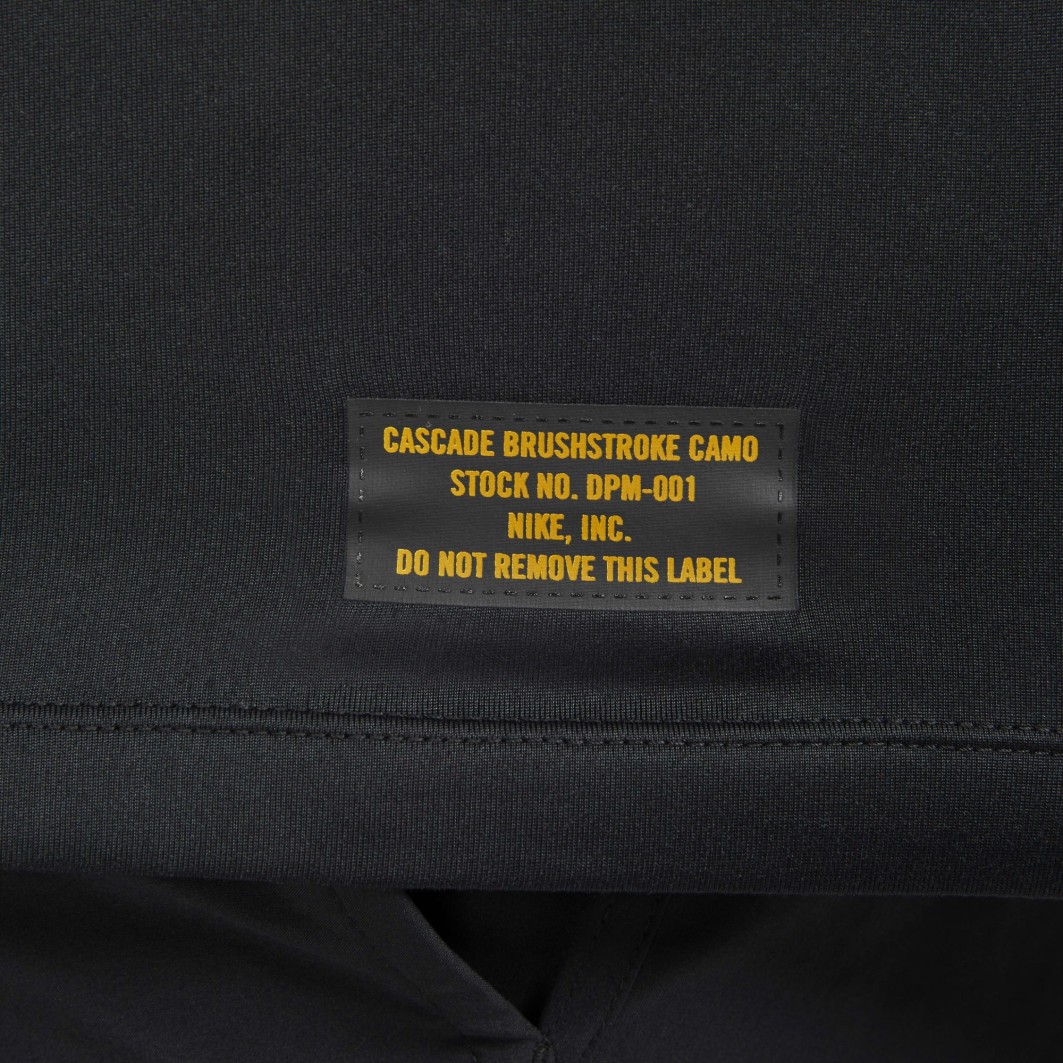 CASCADE BRUSHSTROKE CAMO
STOCK NO. DPM-001
NIKE, INC.
DO NOT REMOVE THIS LABEL